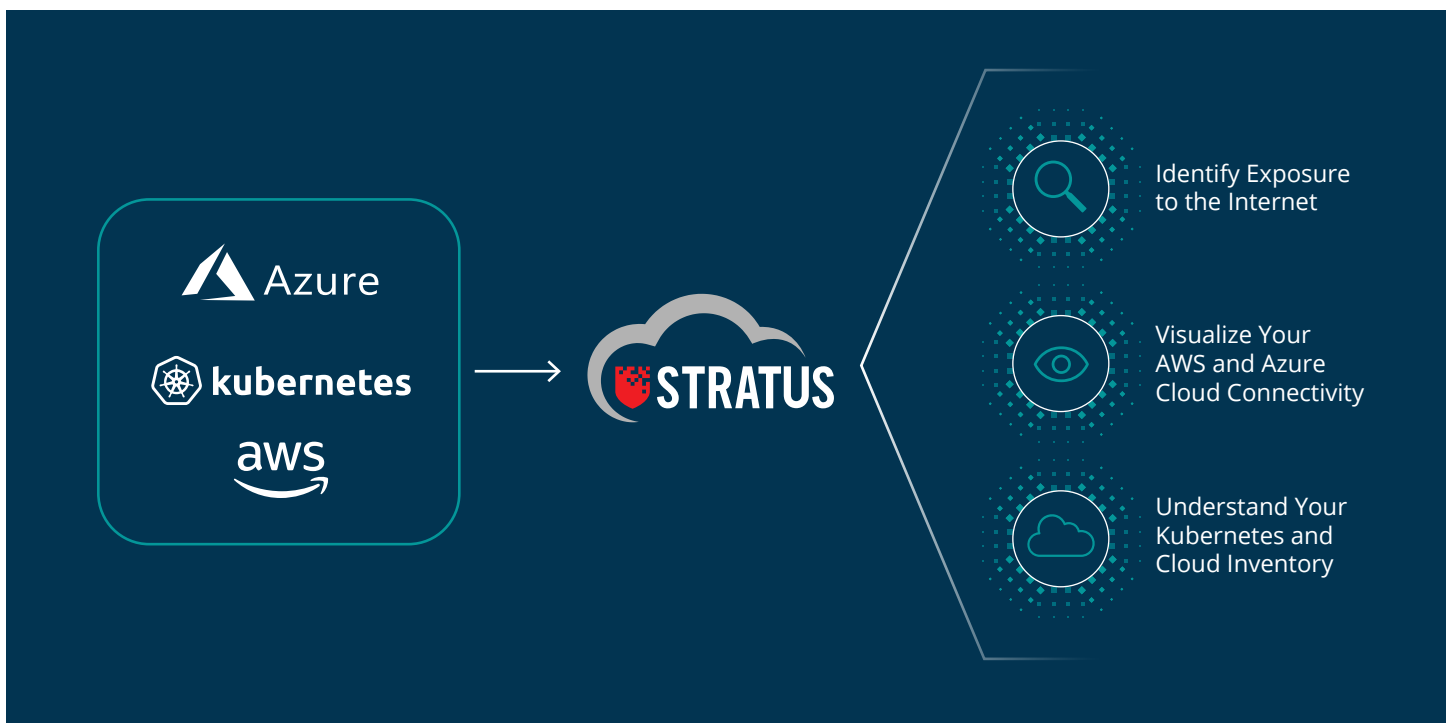 Azure
kubernetes
aws
STRATUS
Identify Exposure
to the Internet
Visualize Your
AWS and Azure
Cloud Connectivity
Understand Your
Kubernetes and
Cloud Inventory